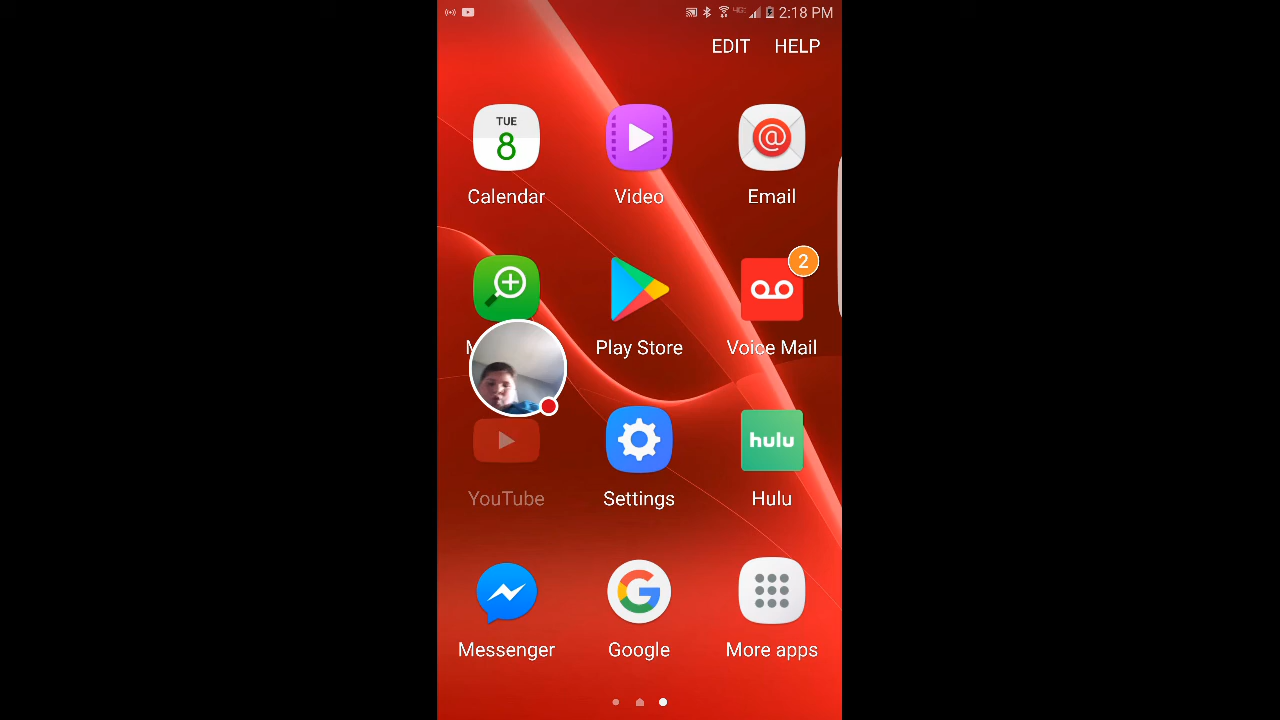 4G 2:18 PM
EDIT HELP
TUE
8
@
Calendar Video Email
2
M Play Store Voice Mail
hulu
YouTube Settings Hulu
G
Messenger Google More apps